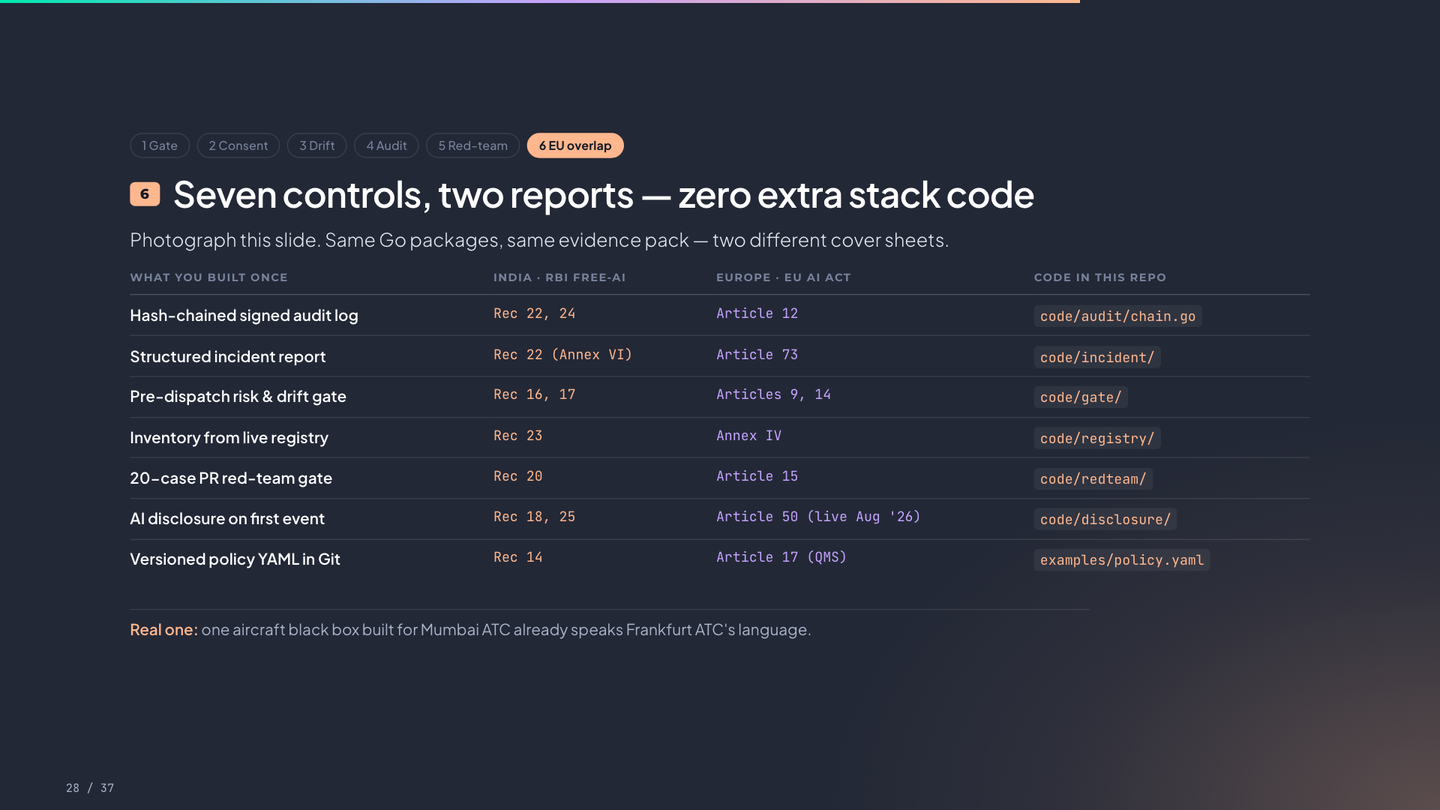 1 Gate 2 Consent 3 Drift 4 Audit 5 Red-team 6 EU overlap
6 Seven controls, two reports — zero extra stack code
Photograph this slide. Same Go packages, same evidence pack — two different cover sheets.
WHAT YOU BUILT ONCE INDIA · RBI FREE-AI EUROPE · EU AI ACT CODE IN THIS REPO
Hash-chained signed audit log Rec 22, 24 Article 12 code/audit/chain.go
Structured incident report Rec 22 (Annex VI) Article 73 code/incident/
Pre-dispatch risk & drift gate Rec 16, 17 Articles 9, 14 code/gate/
Inventory from live registry Rec 23 Annex IV code/registry/
20-case PR red-team gate Rec 20 Article 15 code/redteam/
AI disclosure on first event Rec 18, 25 Article 50 (live Aug '26) code/disclosure/
Versioned policy YAML in Git Rec 14 Article 17 (QMS) examples/policy.yaml
Real one: one aircraft black box built for Mumbai ATC already speaks Frankfurt ATC's language.
28 / 37